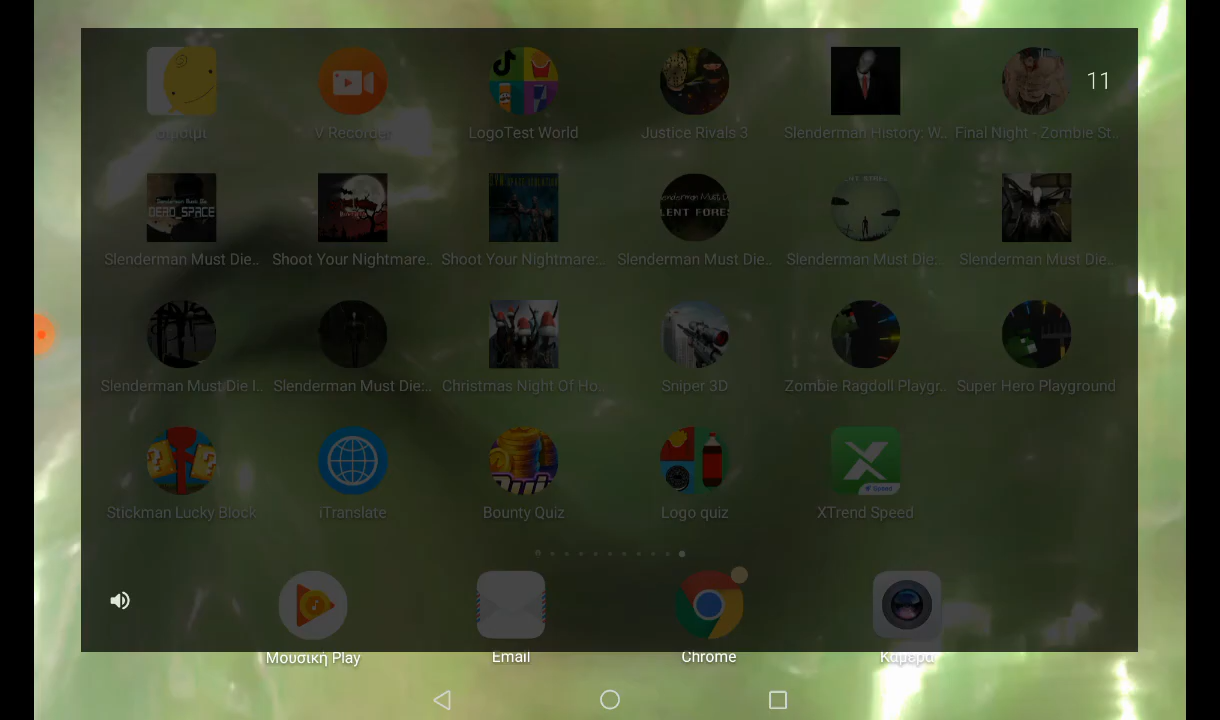 11
simsimi
V Recorder
LogoTest World
Justice Rivals 3
Slenderman History: W..
Final Night - Zombie St..
DEAD_SPACE
Slenderman Must Die..
Shoot Your Nightmare..
Shoot Your Nightmare:..
Slenderman Must Die..
Slenderman Must Die:..
Slenderman Must Die..
Slenderman Must Die I..
Slenderman Must Die:..
Christmas Night Of Ho..
Sniper 3D
Zombie Ragdoll Playgr..
Super Hero Playground
Stickman Lucky Block
iTranslate
Bounty Quiz
Logo quiz
Speed
XTrend Speed
Μουσική Play
Email
Chrome
Κάμερα